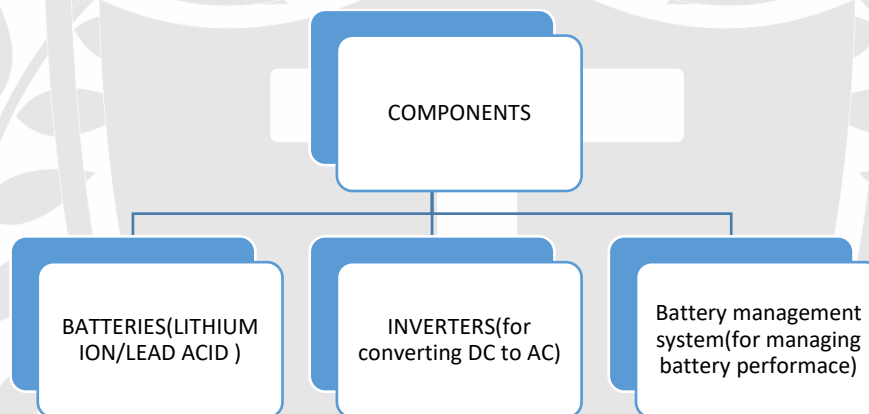 COMPONENTS
BATTERIES(LITHIUM
ION/LEAD ACID )
INVERTERS(for
converting DC to AC)
Battery management
system(for managing
battery performace)